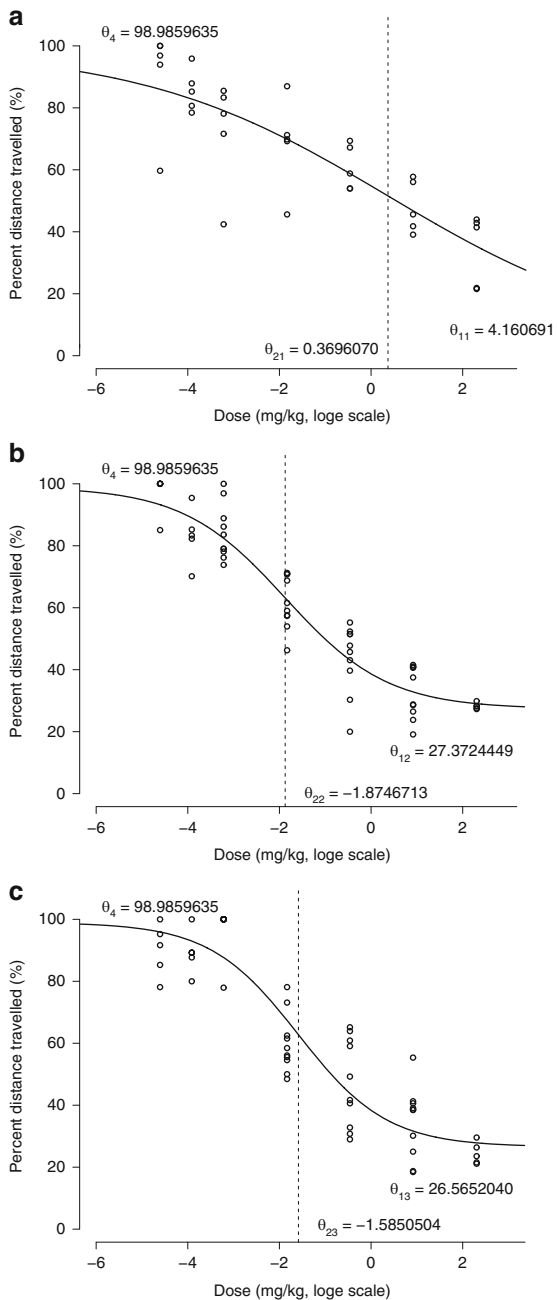 a
θ4 = 98.9859635
100
80
60
40
20
0
Percent distance travelled (%)
θ11 = 4.160691
θ21 = 0.3696070
−6 −4 −2 0 2
Dose (mg/kg, loge scale)
b
θ4 = 98.9859635
100
80
60
40
20
0
Percent distance travelled (%)
θ12 = 27.3724449
θ22 = −1.8746713
−6 −4 −2 0 2
Dose (mg/kg, loge scale)
c
θ4 = 98.9859635
100
80
60
40
20
0
Percent distance travelled (%)
θ13 = 26.5652040
θ23 = −1.5850504
−6 −4 −2 0 2
Dose (mg/kg, loge scale)